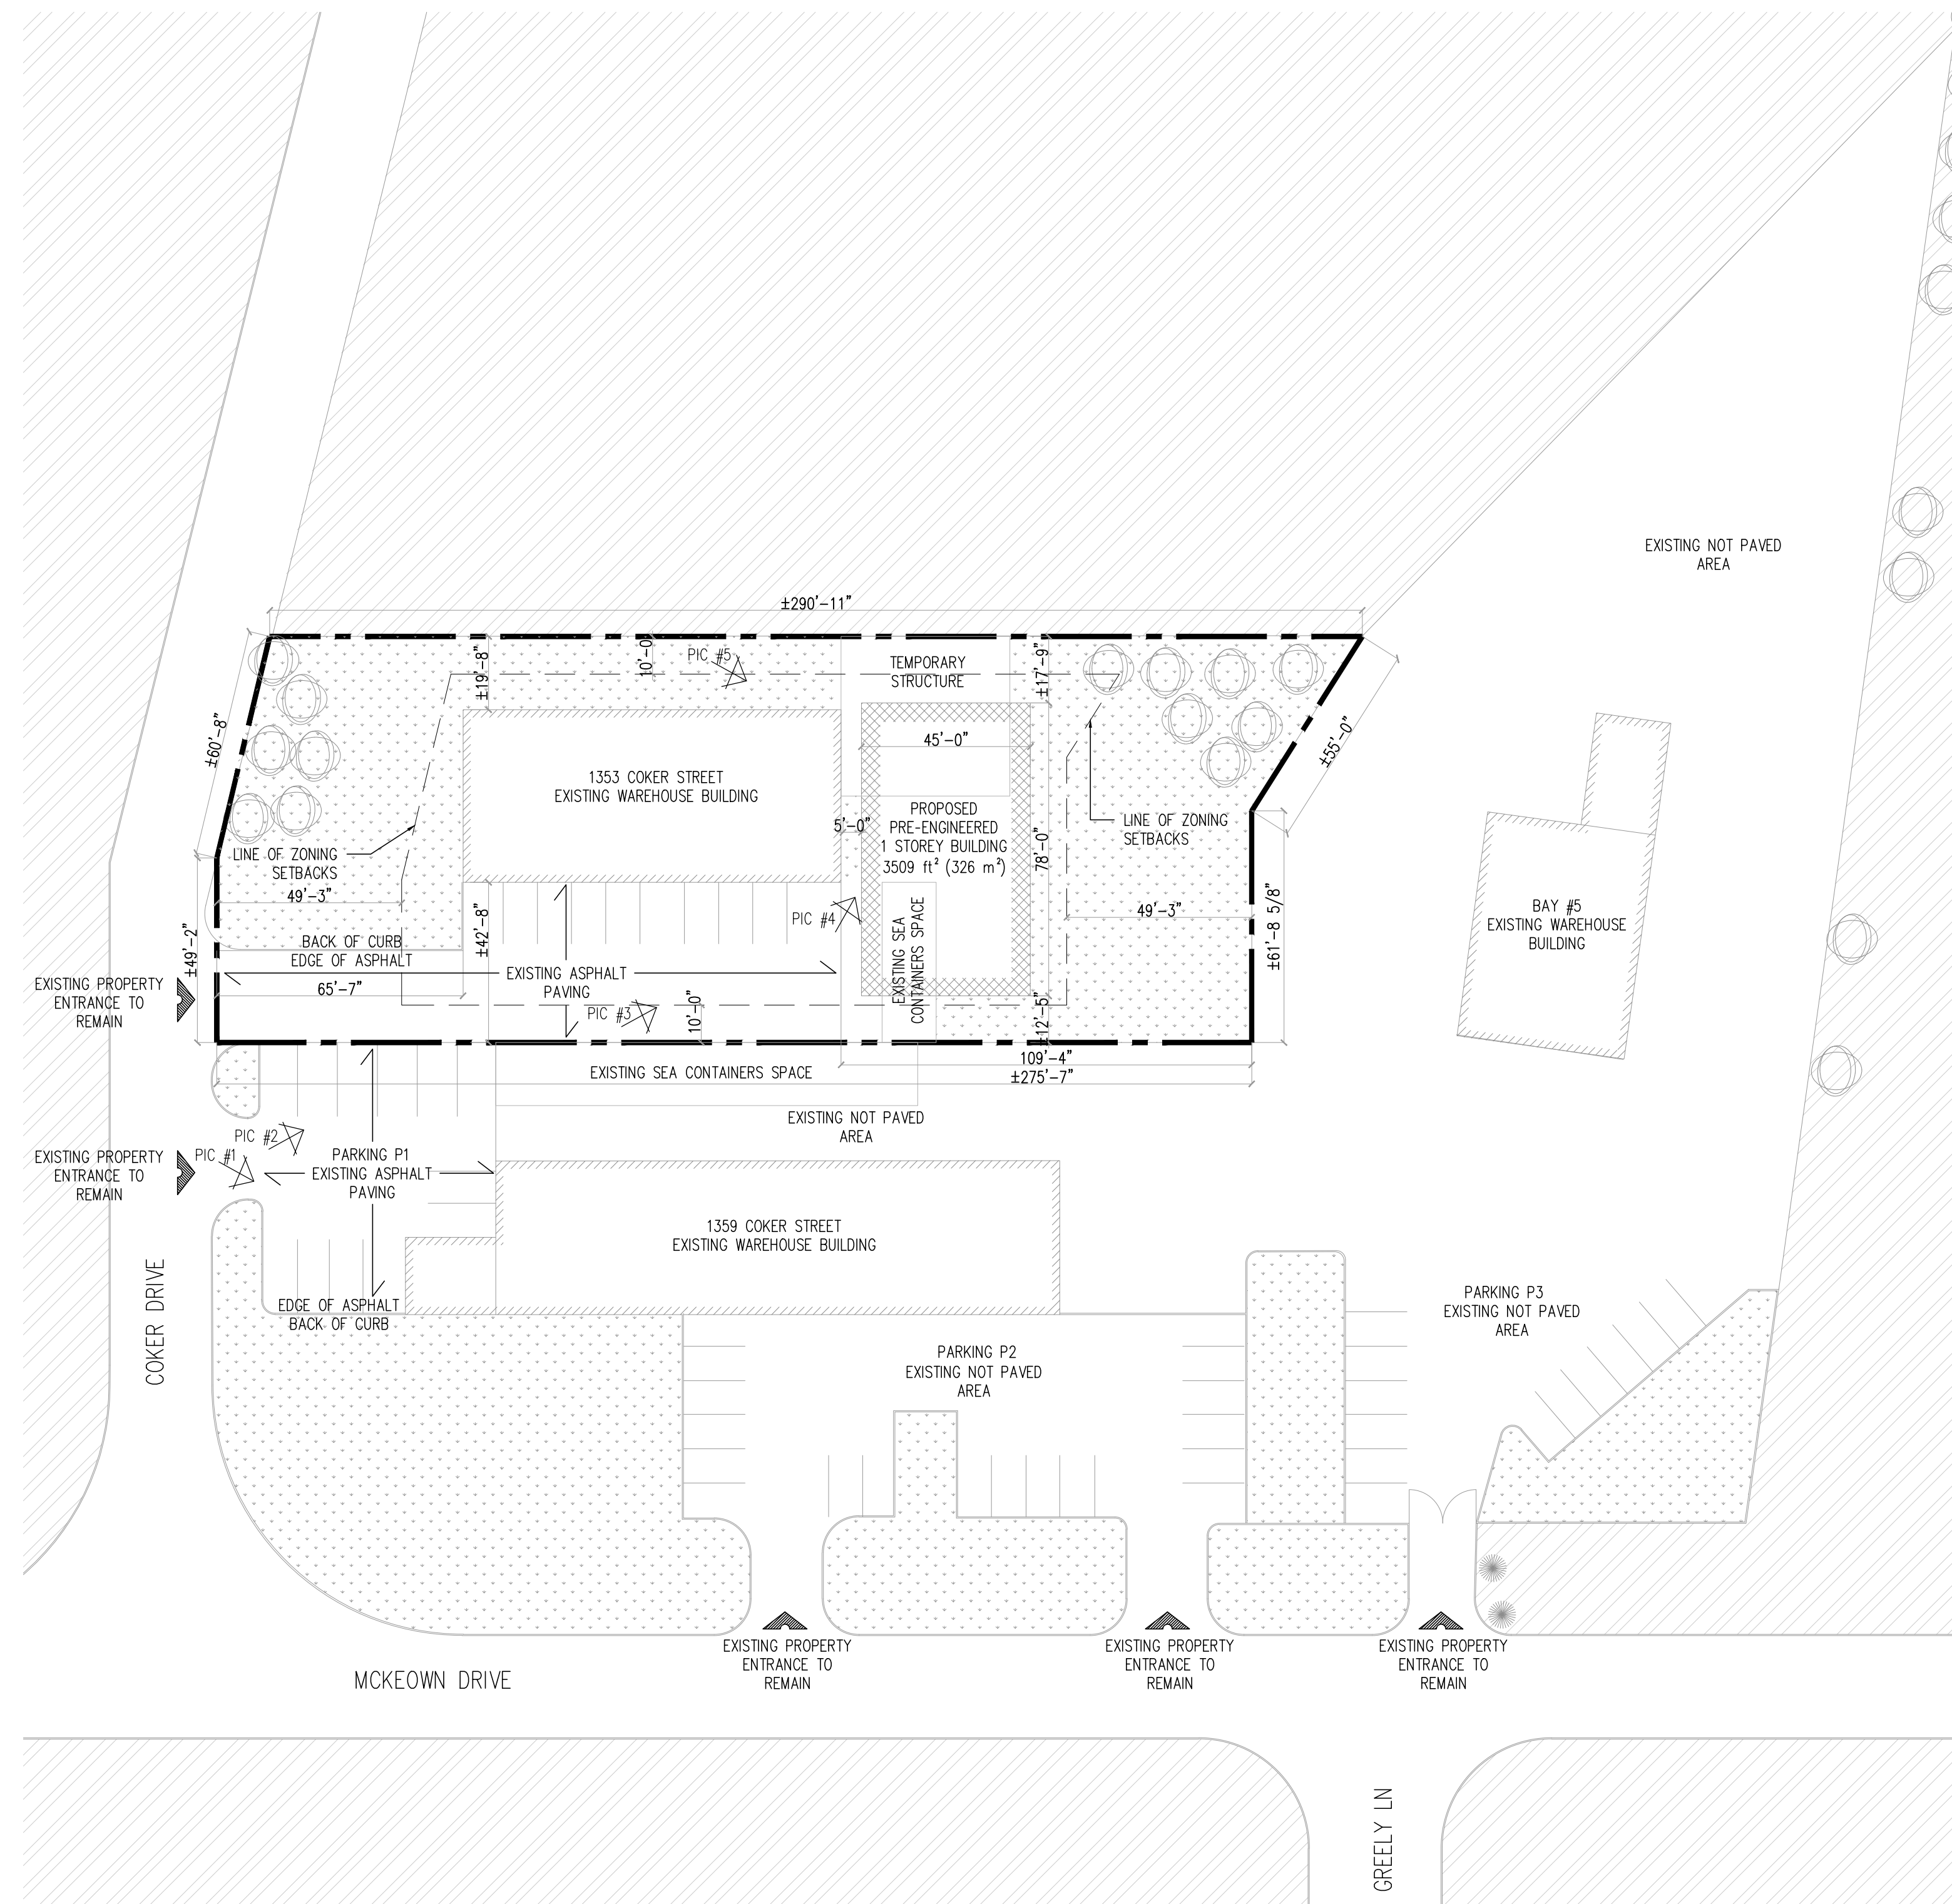 EXISTING NOT PAVED
AREA
±290'-11"
±19'-8"
10'-0
PIC #5
TEMPORARY
STRUCTURE
±17'-9"
±60'-8"
45'-0"
±55'-0"
1353 COKER STREET
EXISTING WAREHOUSE BUILDING
PROPOSED
PRE-ENGINEERED
1 STOREY BUILDING
3509 ft² (326 m²)
5'-0"
78'-0"
LINE OF ZONING
SETBACKS
LINE OF ZONING
SETBACKS
49'-3"
PIC #4
49'-3"
±61'-8 5/8"
BAY #5
EXISTING WAREHOUSE
BUILDING
±49'-2"
BACK OF CURB
EDGE OF ASPHALT
±42'-8"
EXISTING SEA
CONTAINERS SPACE
EXISTING ASPHALT
PAVING
65'-7"
EXISTING PROPERTY
ENTRANCE TO
REMAIN
PIC #3
10'-0"
±12'-5"
109'-4"
±275'-7"
EXISTING SEA CONTAINERS SPACE
EXISTING NOT PAVED
AREA
PIC #2
PIC #1
EXISTING PROPERTY
ENTRANCE TO
REMAIN
PARKING P1
EXISTING ASPHALT
PAVING
1359 COKER STREET
EXISTING WAREHOUSE BUILDING
COKER DRIVE
EDGE OF ASPHALT
BACK OF CURB
PARKING P3
EXISTING NOT PAVED
AREA
PARKING P2
EXISTING NOT PAVED
AREA
EXISTING PROPERTY
ENTRANCE TO
REMAIN
EXISTING PROPERTY
ENTRANCE TO
REMAIN
EXISTING PROPERTY
ENTRANCE TO
REMAIN
MCKEOWN DRIVE
GREELY LN